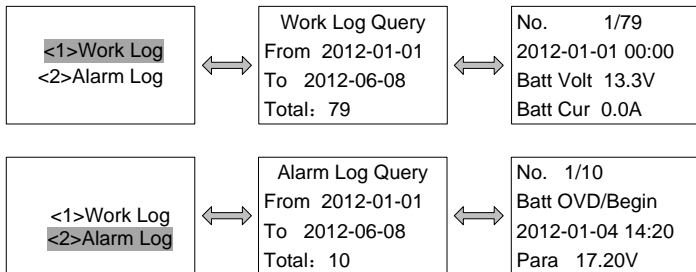 <1>Work Log
<2>Alarm Log
Work Log Query
From 2012-01-01
To 2012-06-08
Total：79
No. 1/79
2012-01-01 00:00
Batt Volt 13.3V
Batt Cur 0.0A
<1>Work Log
<2>Alarm Log
Alarm Log Query
From 2012-01-01
To 2012-06-08
Total：10
No. 1/10
Batt OVD/Begin
2012-01-04 14:20
Para 17.20V